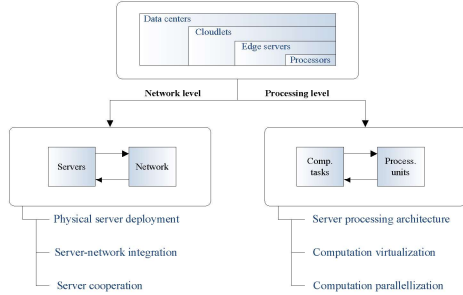 Data centers
Cloudlets
Edge servers
Processors
Network level
Processing level
Servers
Network
Comp.
tasks
Process.
units
Physical server deployment
Server-network integration
Server cooperation
Server processing architecture
Computation virtualization
Computation parallellization